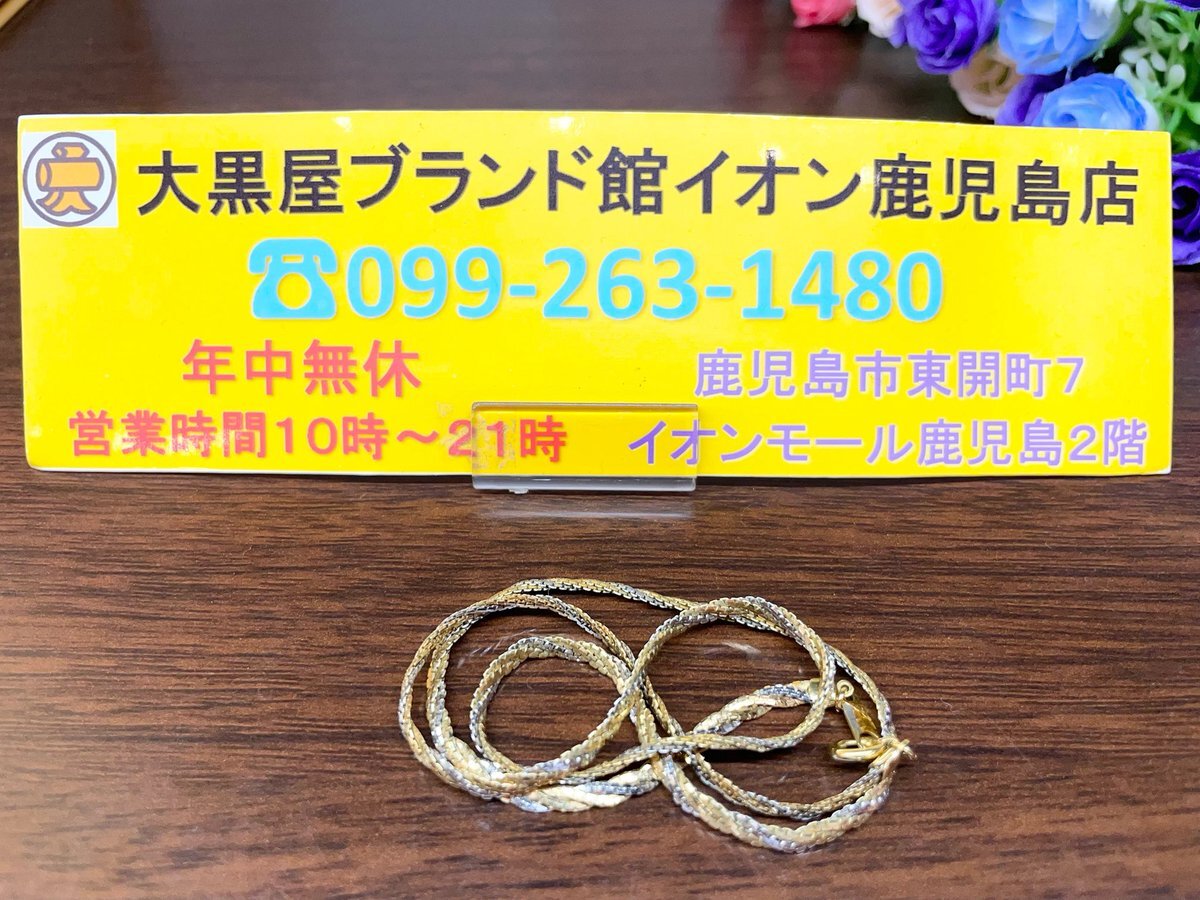 大黒屋ブランド館イオン鹿児島店
☎099-263-1480
年中無休
営業時間10時～21時
鹿児島市東開町7
イオンモール鹿児島2階